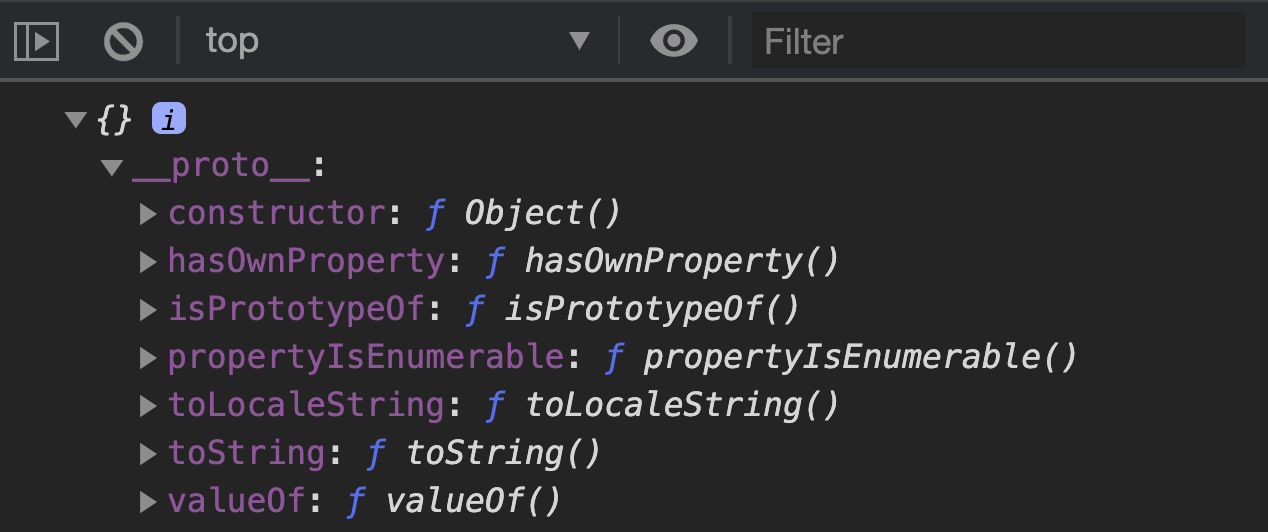 top Filter
{} i
__proto__:
constructor: ƒ Object()
hasOwnProperty: ƒ hasOwnProperty()
isPrototypeOf: ƒ isPrototypeOf()
propertyIsEnumerable: ƒ propertyIsEnumerable()
toLocaleString: ƒ toLocaleString()
toString: ƒ toString()
valueOf: ƒ valueOf()